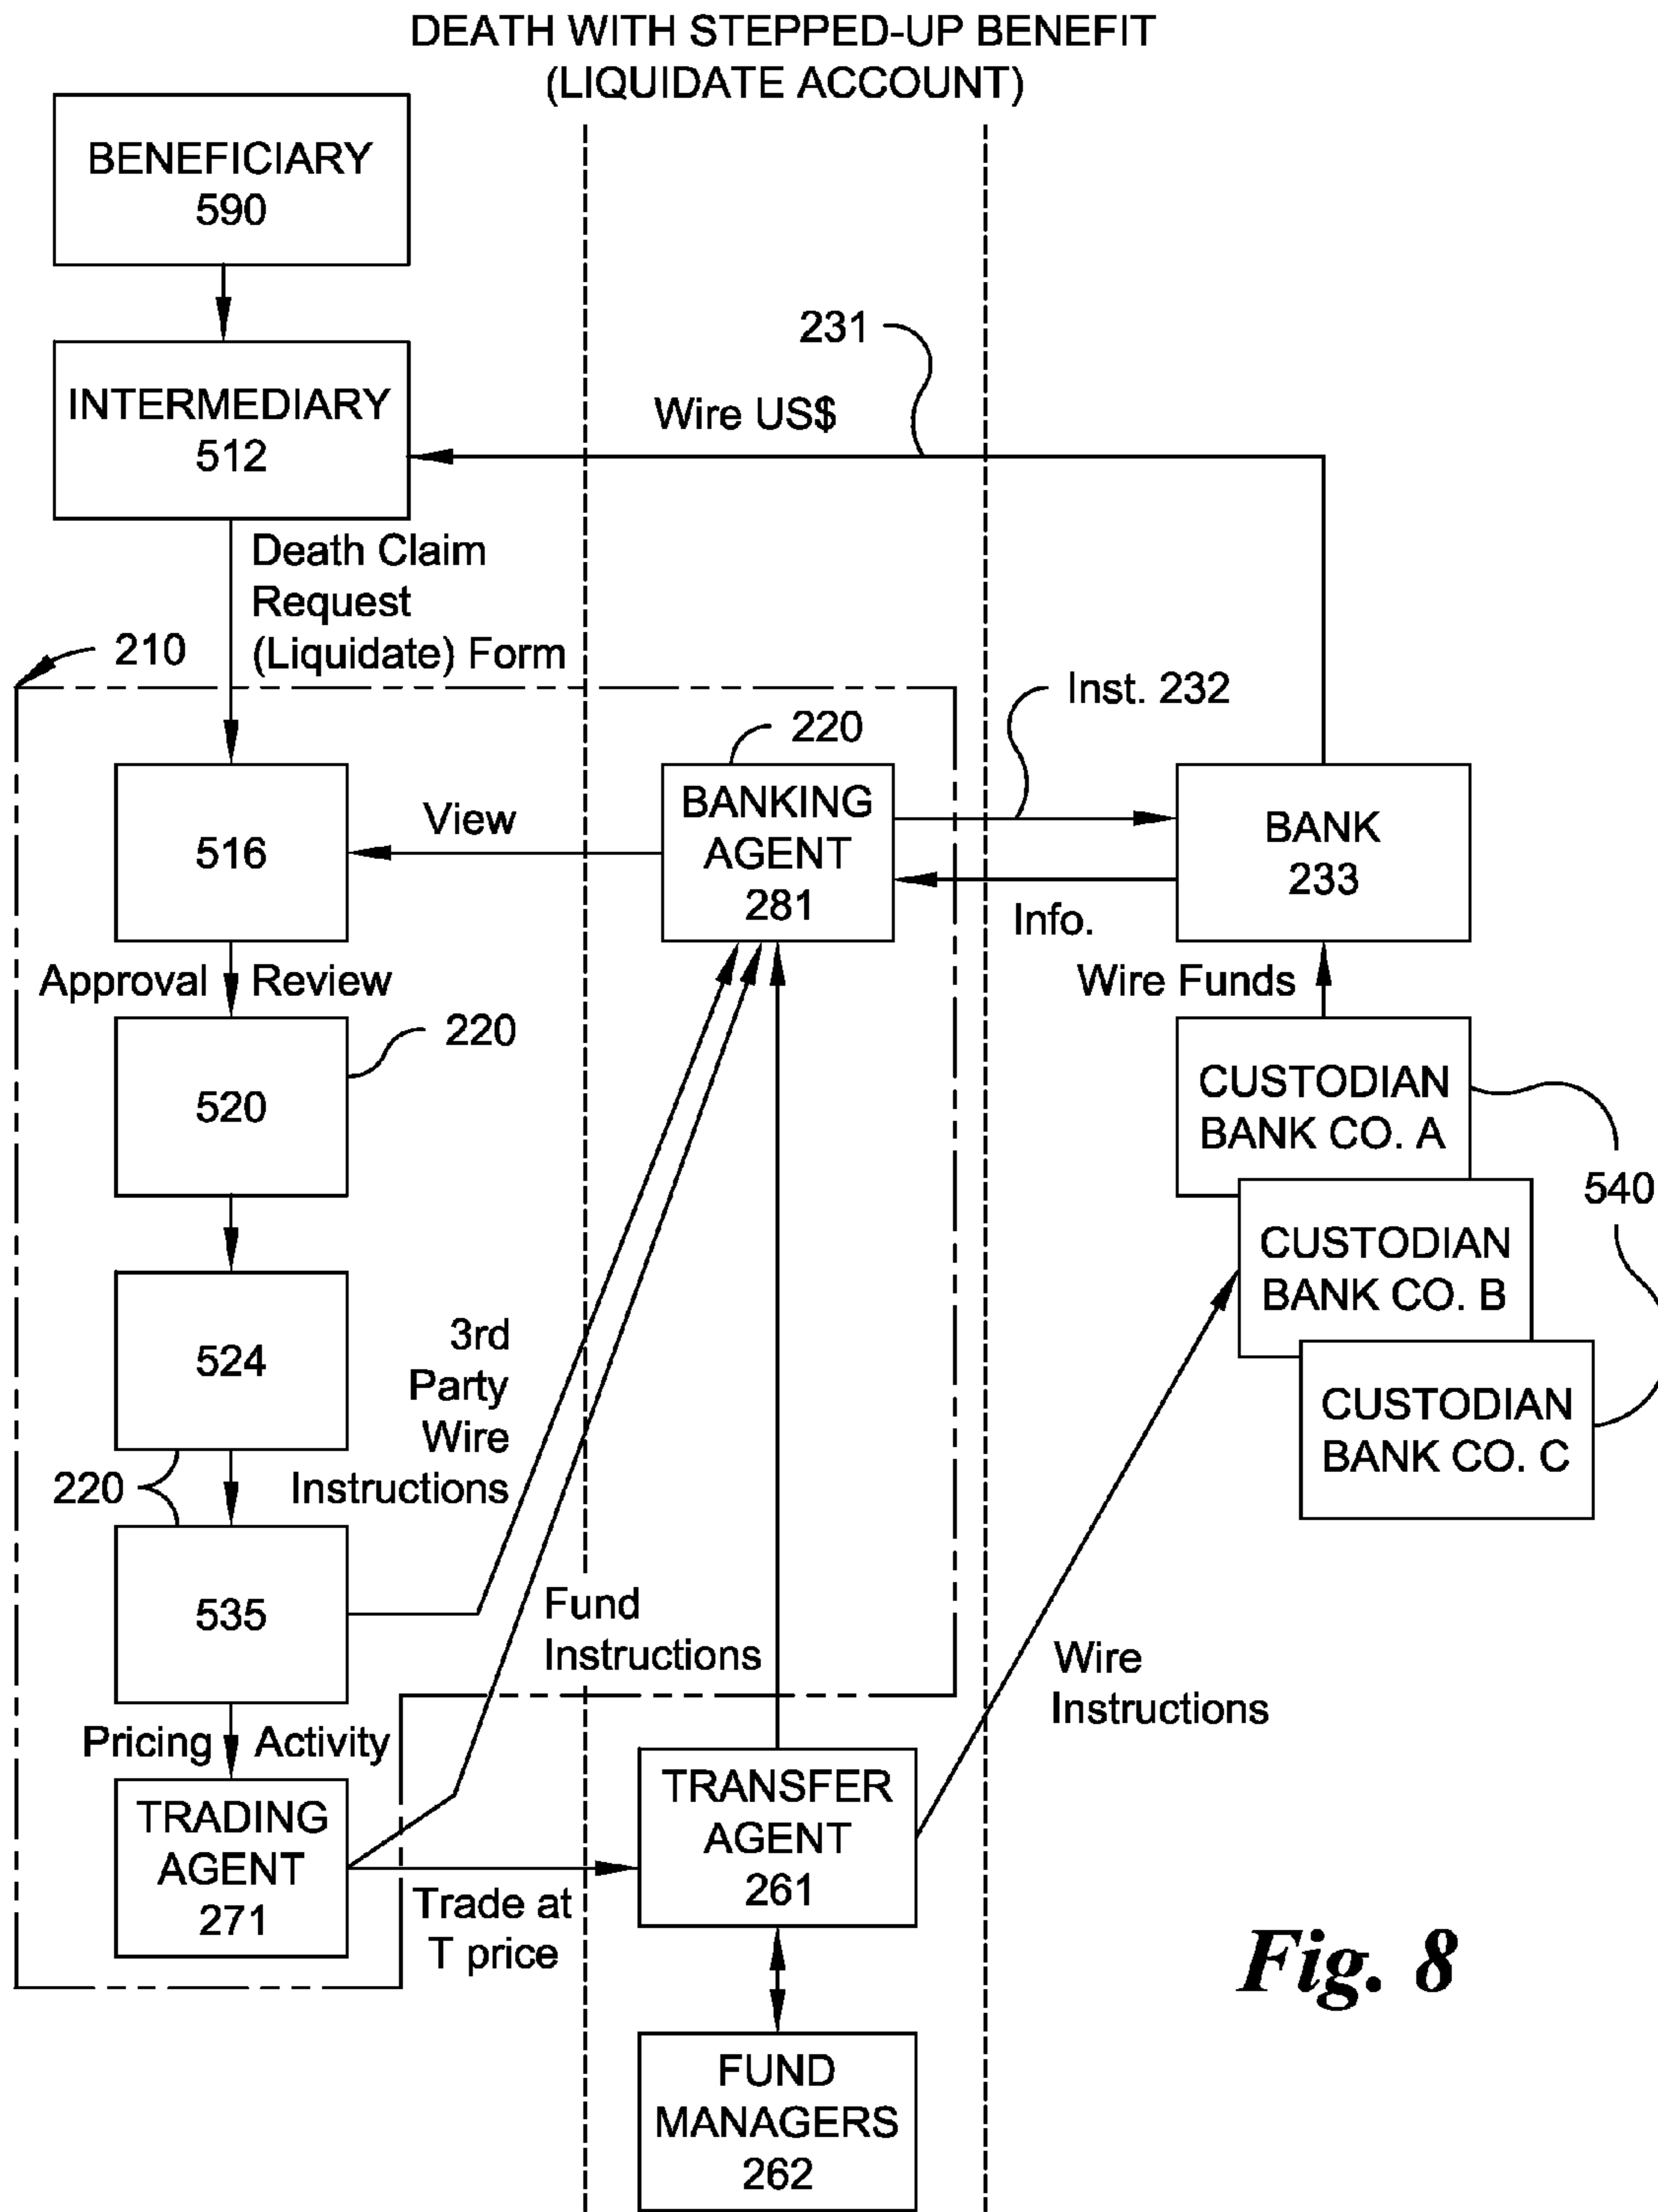 DEATH WITH STEPPED-UP BENEFIT
(LIQUIDATE ACCOUNT)
BENEFICIARY
590
INTERMEDIARY
512
231
Wire US$
Death Claim
Request
(Liquidate) Form
210
Inst. 232
220
516
View
BANKING
AGENT
281
BANK
233
Info.
Approval
Review
Wire Funds
520
220
CUSTODIAN
BANK CO. A
540
CUSTODIAN
BANK CO. B
CUSTODIAN
BANK CO. C
524
3rd
Party
Wire
Instructions
220
535
Fund
Instructions
Wire
Instructions
Pricing
Activity
TRADING
AGENT
271
Trade at
T price
TRANSFER
AGENT
261
Fig. 8
FUND
MANAGERS
262